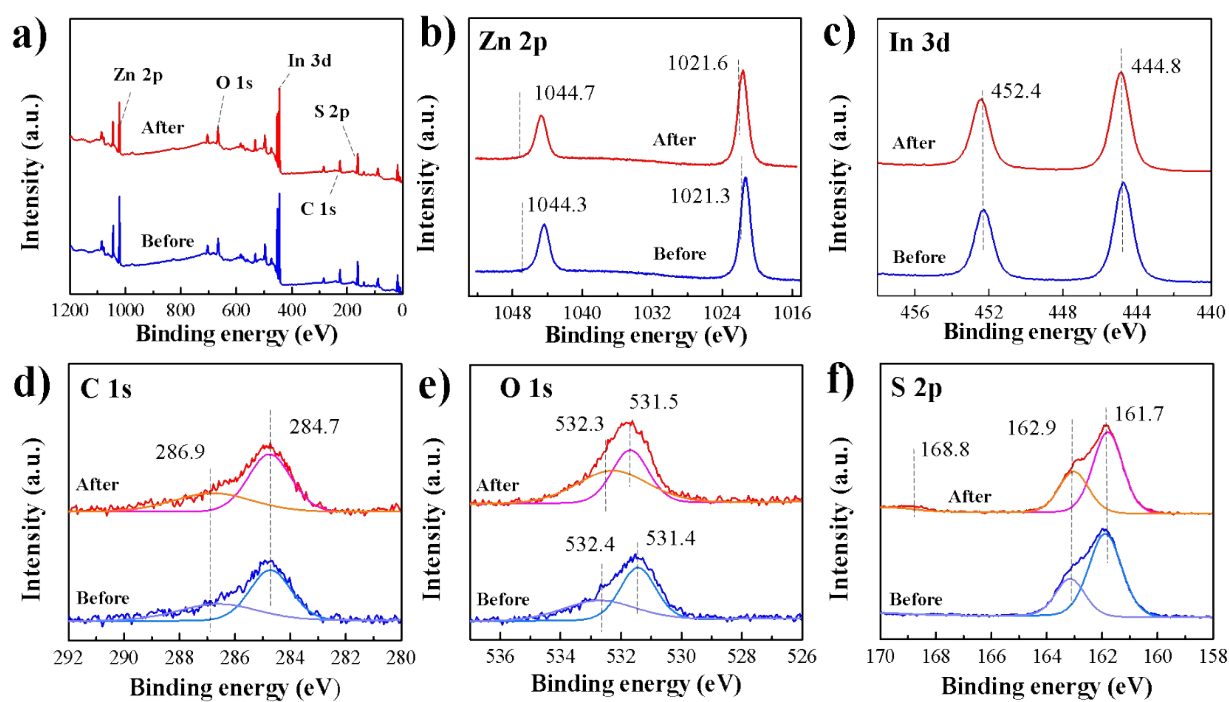 a)
Zn 2p
O 1s
In 3d
S 2p
After
C 1s
Before
Intensity (a.u.)
1200 1000 800 600 400 200 0
Binding energy (eV)
b)
Zn 2p
1021.6
1044.7
After
1021.3
1044.3
Before
Intensity (a.u.)
1048 1040 1032 1024 1016
Binding energy (eV)
c)
In 3d
444.8
452.4
After
Before
Intensity (a.u.)
456 452 448 444 440
Binding energy (eV)
d)
C 1s
284.7
286.9
After
Before
Intensity (a.u.)
292 290 288 286 284 282 280
Binding energy (eV)
e)
O 1s
531.5
532.3
After
532.4
531.4
Before
Intensity (a.u.)
536 534 532 530 528 526
Binding energy (eV)
f)
S 2p
161.7
162.9
168.8
After
Before
Intensity (a.u.)
170 168 166 164 162 160 158
Binding energy (eV)